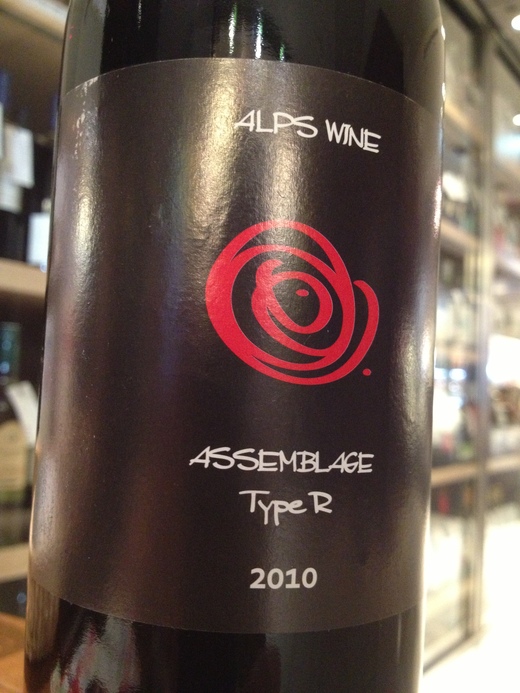 ALPS WINE
ASSEMBLAGE
Type R
2010